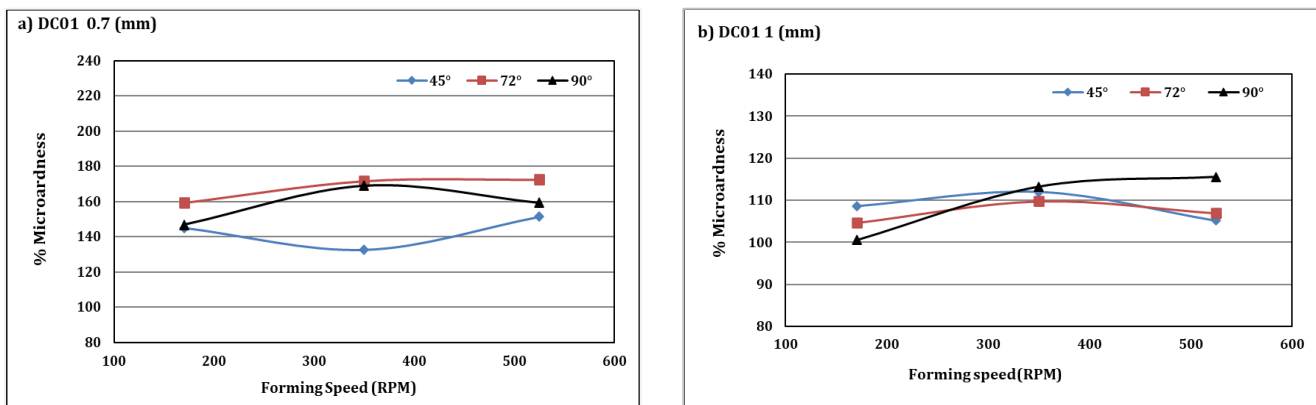 a) DC01 0.7 (mm)
45° 72° 90°
240
220
200
180
160
140
120
100
80
% Microardness
100 200 300 400 500 600
Forming Speed (RPM)
b) DC01 1 (mm)
45° 72° 90°
140
130
120
110
100
90
80
% Microardness
100 200 300 400 500 600
Forming speed (RPM)